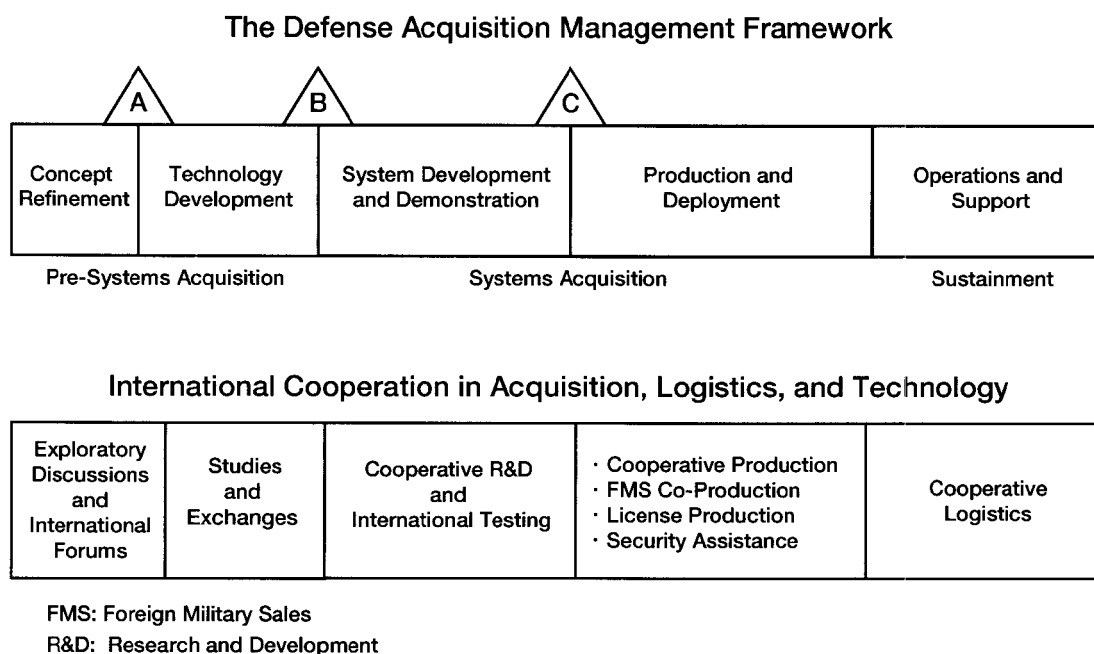 The Defense Acquisition Management Framework
A
B
C
Concept
Refinement
Technology
Development
System Development
and Demonstration
Production and
Deployment
Operations and
Support
Pre-Systems Acquisition
Systems Acquisition
Sustainment
International Cooperation in Acquisition, Logistics, and Technology
Exploratory
Discussions
and
International
Forums
Studies
and
Exchanges
Cooperative R&D
and
International Testing
· Cooperative Production
· FMS Co-Production
· License Production
· Security Assistance
Cooperative
Logistics
FMS: Foreign Military Sales
R&D: Research and Development